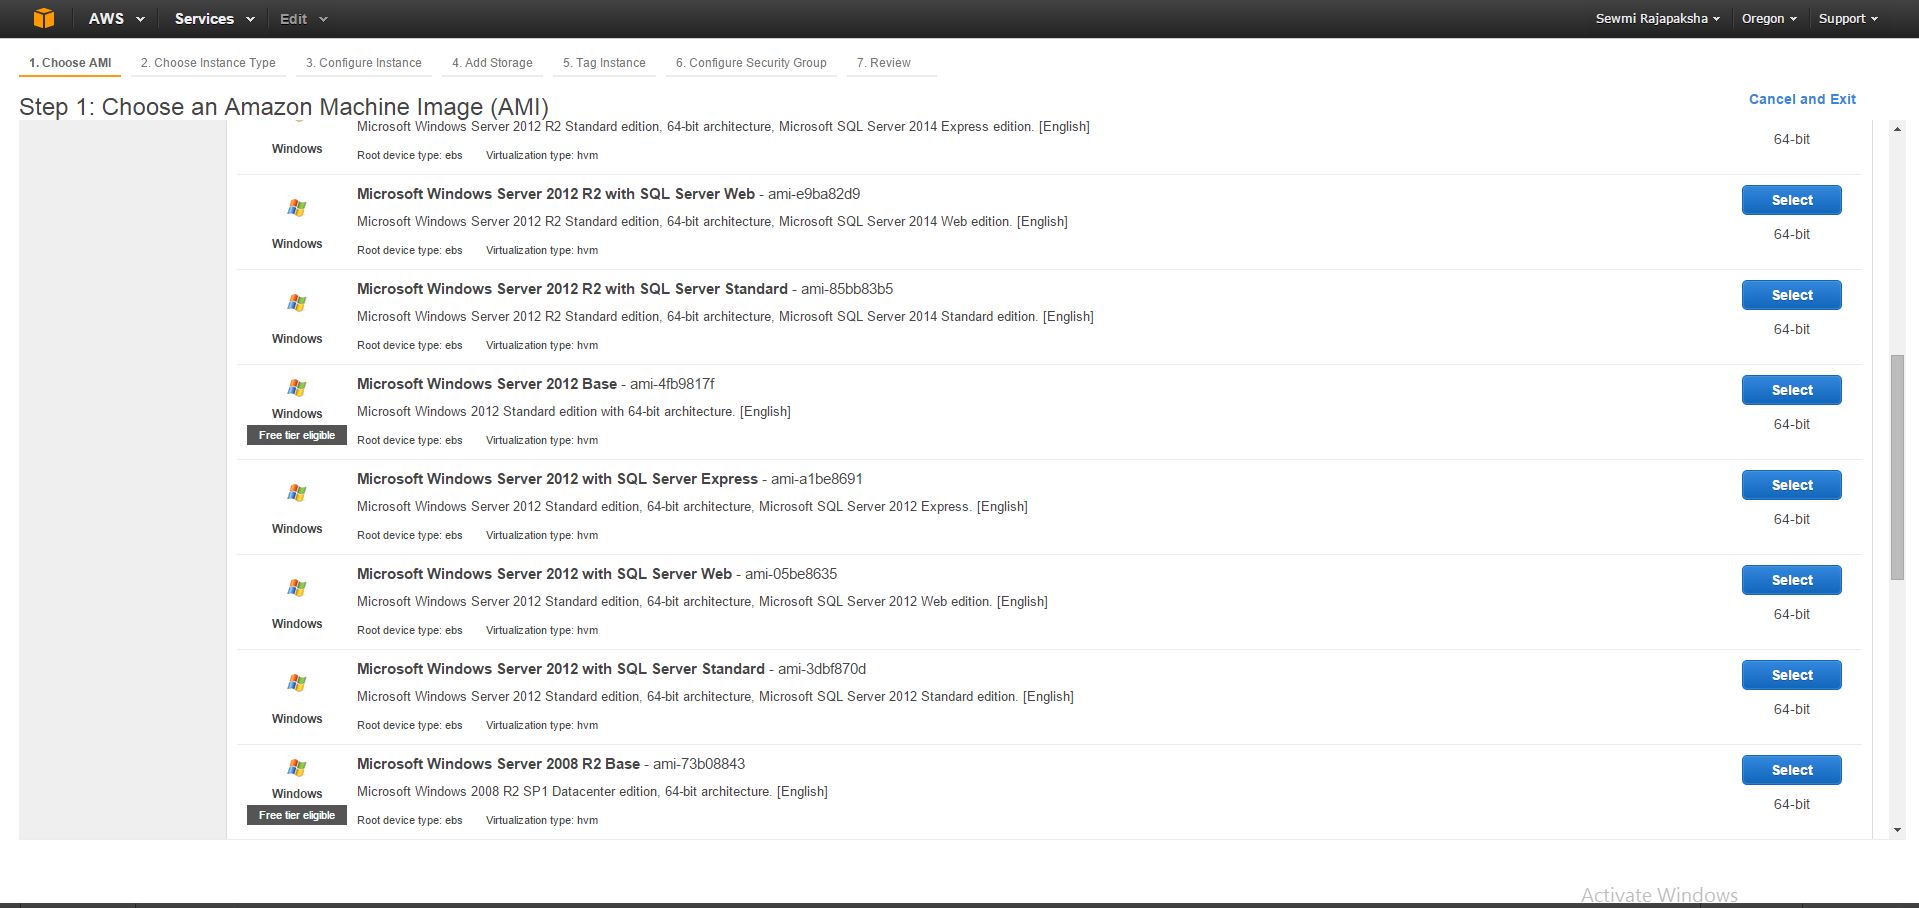 AWS Services Edit Sewmi Rajapaksha Oregon Support
1. Choose AMI 2. Choose Instance Type 3. Configure Instance 4. Add Storage 5. Tag Instance 6. Configure Security Group 7. Review
Step 1: Choose an Amazon Machine Image (AMI)
Cancel and Exit
Microsoft Windows Server 2012 R2 Standard edition, 64-bit architecture, Microsoft SQL Server 2014 Express edition. [English]
64-bit
Windows
Root device type: ebs Virtualization type: hvm
Microsoft Windows Server 2012 R2 with SQL Server Web - ami-e9ba82d9
Select
Microsoft Windows Server 2012 R2 Standard edition, 64-bit architecture, Microsoft SQL Server 2014 Web edition. [English]
64-bit
Windows
Root device type: ebs Virtualization type: hvm
Microsoft Windows Server 2012 R2 with SQL Server Standard - ami-85bb83b5
Select
Microsoft Windows Server 2012 R2 Standard edition, 64-bit architecture, Microsoft SQL Server 2014 Standard edition. [English]
64-bit
Windows
Root device type: ebs Virtualization type: hvm
Microsoft Windows Server 2012 Base - ami-4fb9817f
Select
Windows
Microsoft Windows 2012 Standard edition with 64-bit architecture. [English]
64-bit
Free tier eligible
Root device type: ebs Virtualization type: hvm
Microsoft Windows Server 2012 with SQL Server Express - ami-a1be8691
Select
Microsoft Windows Server 2012 Standard edition, 64-bit architecture, Microsoft SQL Server 2012 Express. [English]
64-bit
Windows
Root device type: ebs Virtualization type: hvm
Microsoft Windows Server 2012 with SQL Server Web - ami-05be8635
Select
Microsoft Windows Server 2012 Standard edition, 64-bit architecture, Microsoft SQL Server 2012 Web edition. [English]
64-bit
Windows
Root device type: ebs Virtualization type: hvm
Microsoft Windows Server 2012 with SQL Server Standard - ami-3dbf870d
Select
Microsoft Windows Server 2012 Standard edition, 64-bit architecture, Microsoft SQL Server 2012 Standard edition. [English]
64-bit
Windows
Root device type: ebs Virtualization type: hvm
Microsoft Windows Server 2008 R2 Base - ami-73b08843
Select
Windows
Microsoft Windows 2008 R2 SP1 Datacenter edition, 64-bit architecture. [English]
64-bit
Free tier eligible
Root device type: ebs Virtualization type: hvm
Activate Windows